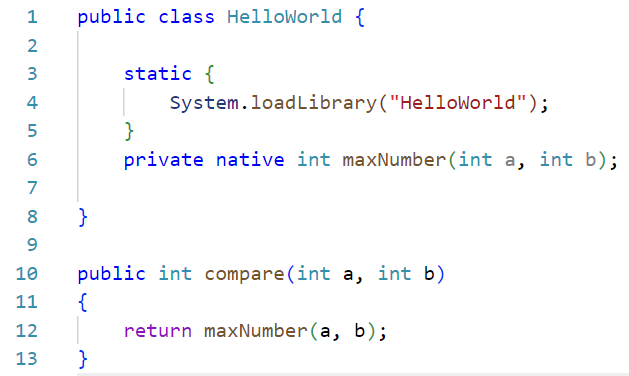 1 public class HelloWorld {
2
3 static {
4 System.loadLibrary("HelloWorld");
5 }
6 private native int maxNumber(int a, int b);
7
8 }
9
10 public int compare(int a, int b)
11 {
12 return maxNumber(a, b);
13 }